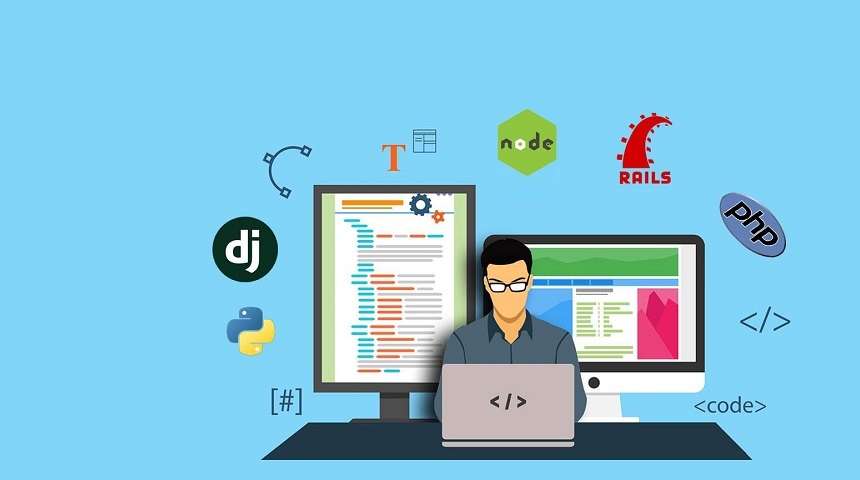 T
node
RAILS
php
dj
</>
[#]
</>
<code>